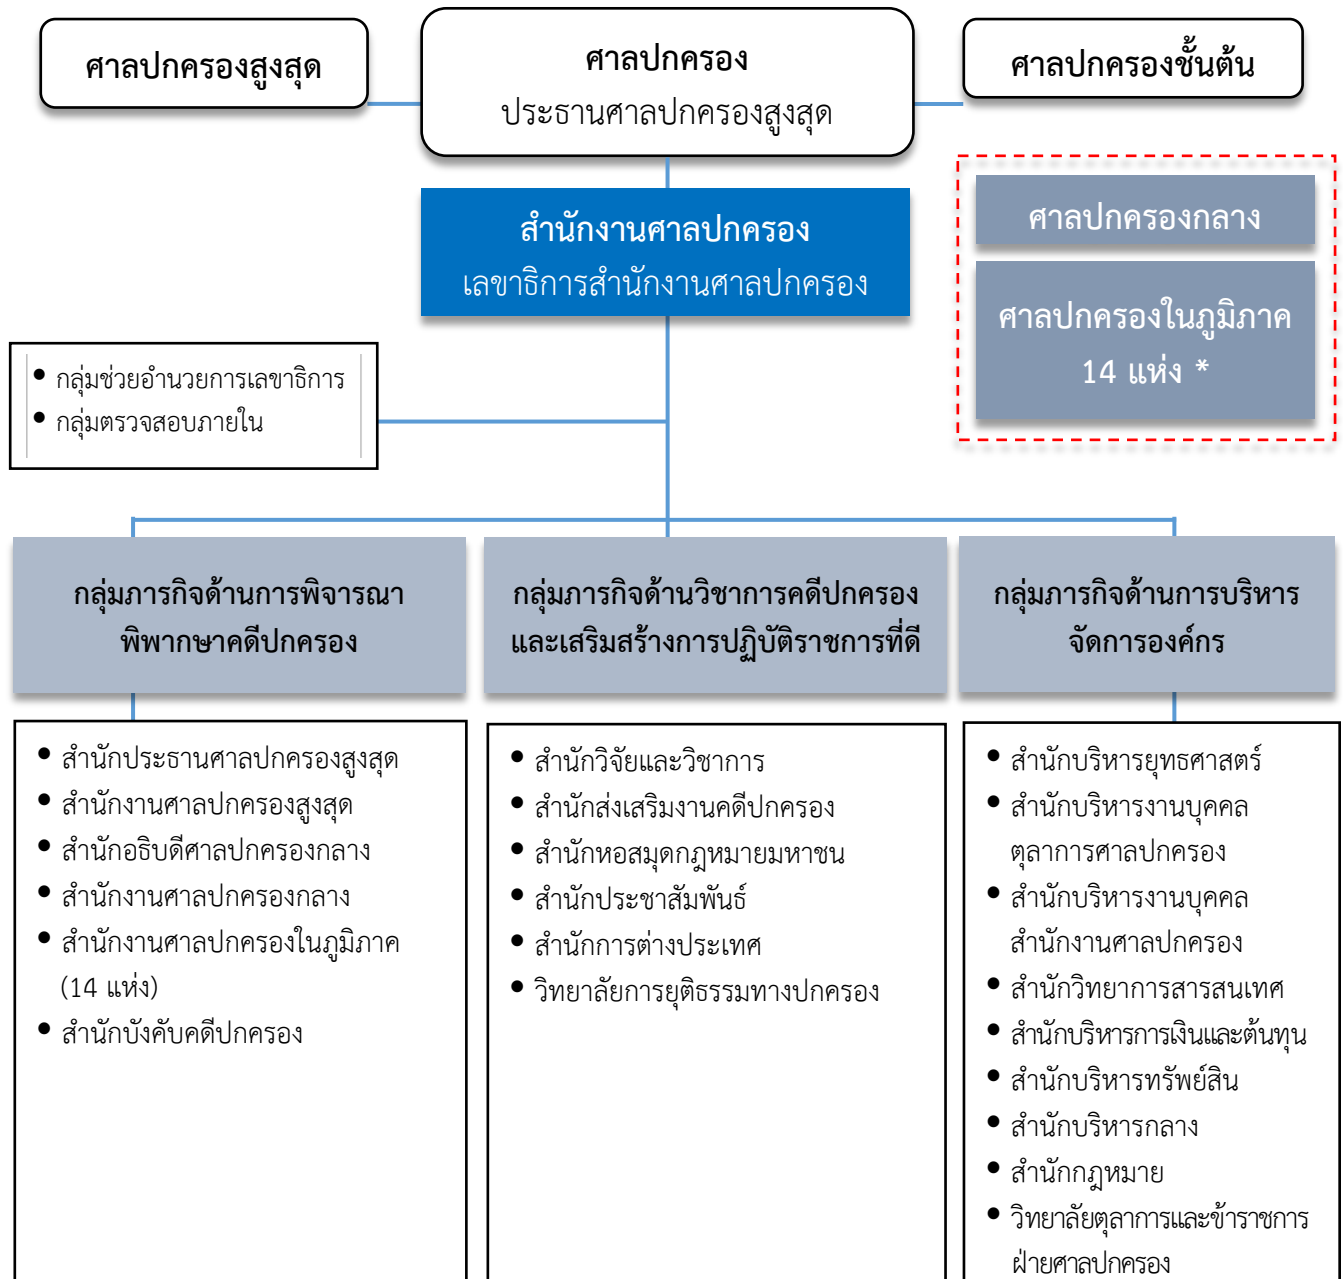 ศาลปกครองสูงสุด
ศาลปกครอง
ประธานศาลปกครองสูงสุด
ศาลปกครองชั้นต้น
สำนักงานศาลปกครอง
เลขาธิการสำนักงานศาลปกครอง
ศาลปกครองกลาง
ศาลปกครองในภูมิภาค
14 แห่ง *
• กลุ่มช่วยอำนวยการเลขาธิการ
• กลุ่มตรวจสอบภายใน
กลุ่มภารกิจด้านการพิจารณา
พิพากษาคดีปกครอง
กลุ่มภารกิจด้านวิชาการคดีปกครอง
และเสริมสร้างการปฏิบัติราชการที่ดี
กลุ่มภารกิจด้านการบริหาร
จัดการองค์กร
• สำนักประธานศาลปกครองสูงสุด
• สำนักงานศาลปกครองสูงสุด
• สำนักอธิบดีศาลปกครองกลาง
• สำนักงานศาลปกครองกลาง
• สำนักงานศาลปกครองในภูมิภาค
(14 แห่ง)
• สำนักบังคับคดีปกครอง
• สำนักวิจัยและวิชาการ
• สำนักส่งเสริมงานคดีปกครอง
• สำนักหอสมุดกฎหมายมหาชน
• สำนักประชาสัมพันธ์
• สำนักการต่างประเทศ
• วิทยาลัยการยุติธรรมทางปกครอง
• สำนักบริหารยุทธศาสตร์
• สำนักบริหารงานบุคคล
ตุลาการศาลปกครอง
• สำนักบริหารงานบุคคล
สำนักงานศาลปกครอง
• สำนักวิทยาการสารสนเทศ
• สำนักบริหารการเงินและต้นทุน
• สำนักบริหารทรัพย์สิน
• สำนักบริหารกลาง
• สำนักกฎหมาย
• วิทยาลัยตุลาการและข้าราชการ
ฝ่ายศาลปกครอง